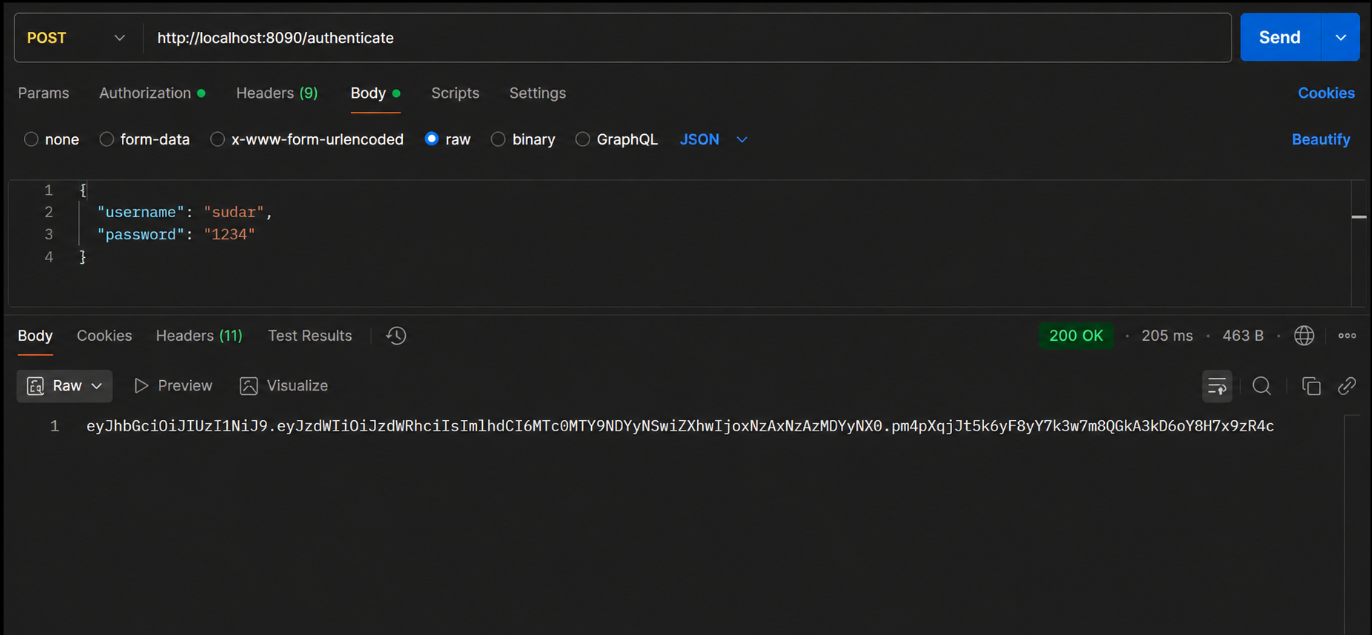 POST http://localhost:8090/authenticate Send
Params Authorization Headers (9) Body Scripts Settings Cookies
none form-data x-www-form-urlencoded raw binary GraphQL JSON Beautify
1 {
2 "username": "sudar",
3 "password": "1234"
4 }
Body Cookies Headers (11) Test Results 200 OK · 205 ms · 463 B ·
Raw Preview Visualize
1 eyJhbGciOiJIUzI1NiJ9.eyJzdWIiOiJzdWRhciIsImlhdCI6MTc0MTY9NDYyNSwiZXhwIjoxNzAxNzAzMDYyNX0.pm4pXqjJt5k6yF8yY7k3w7m8QGkA3kD6oY8H7x9zR4c